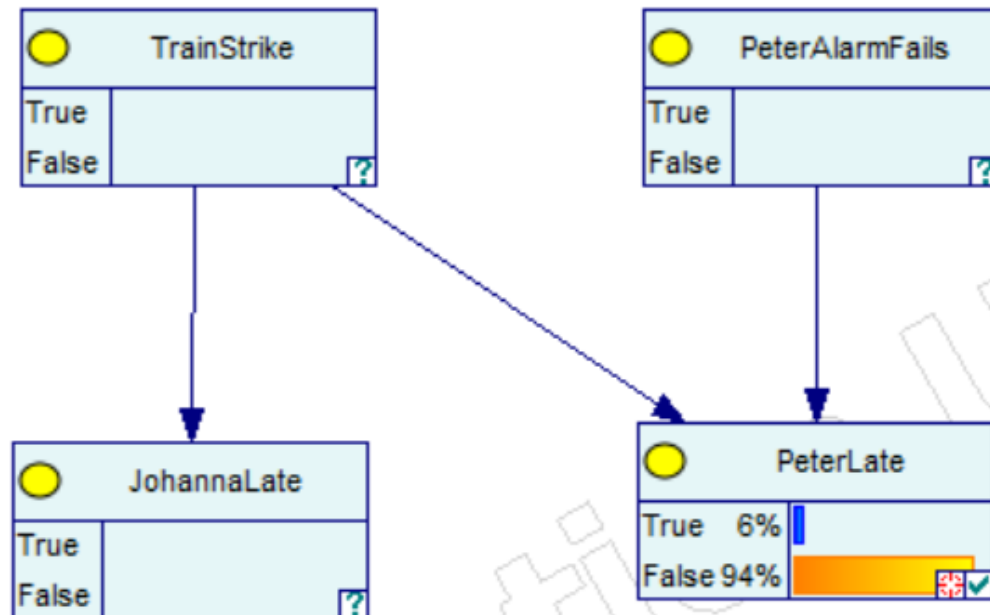 TrainStrike
True
False
?
PeterAlarmFails
True
False
?
JohannaLate
True
False
?
PeterLate
True 6%
False 94%